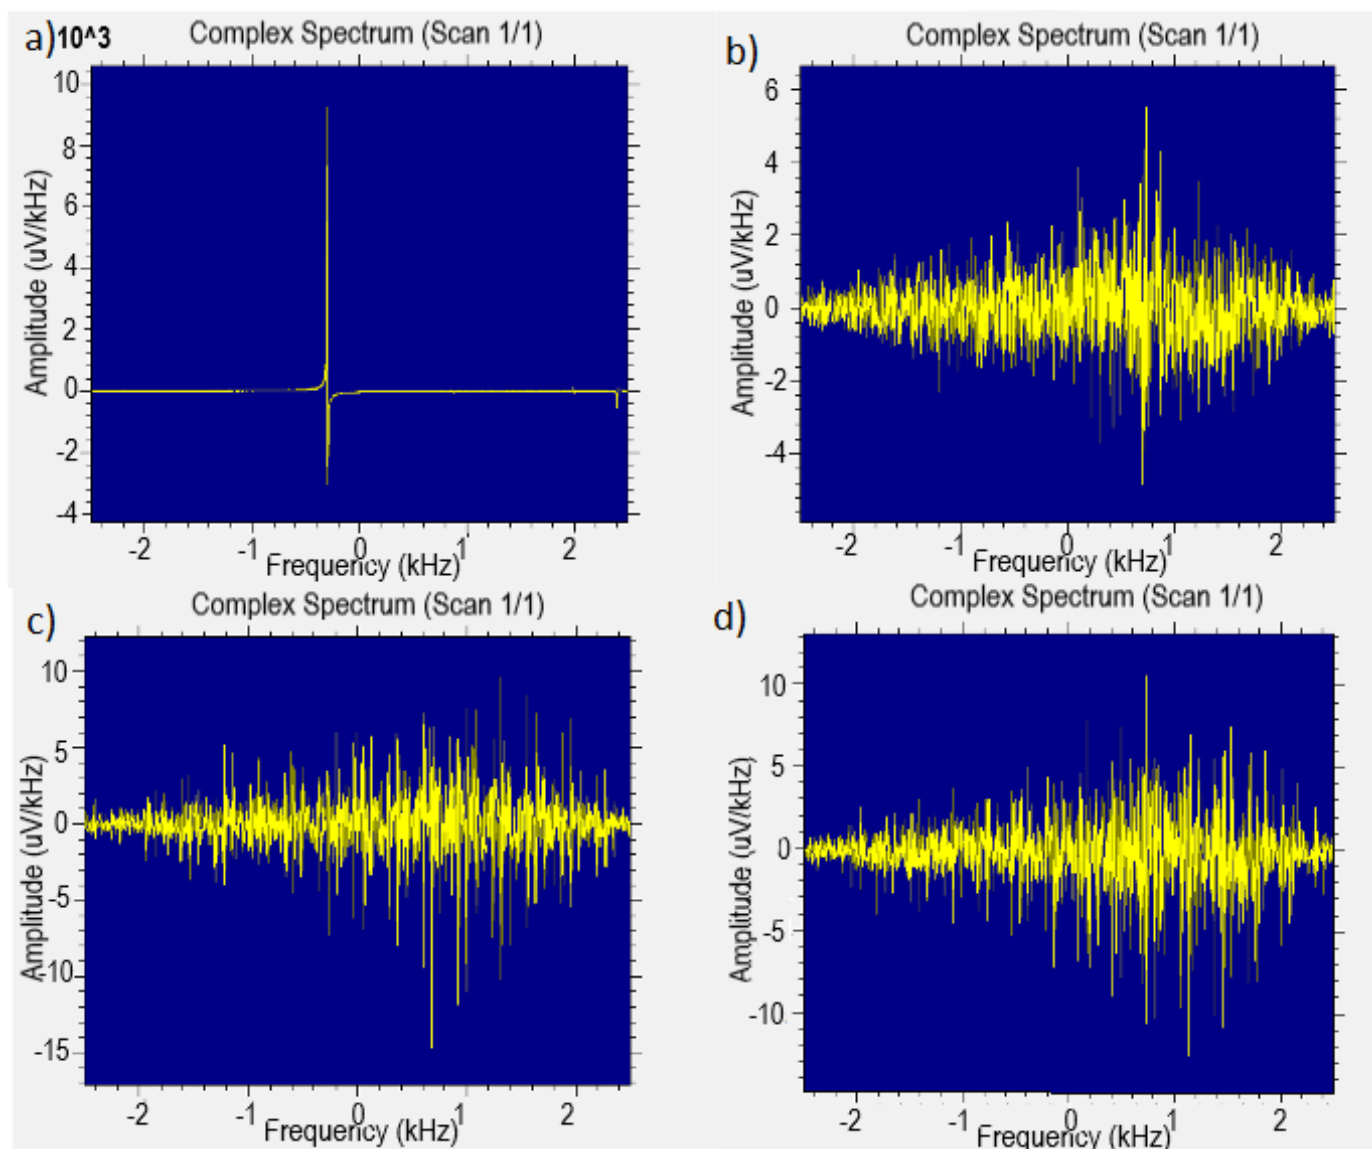 a) 10^3 Complex Spectrum (Scan 1/1)
Amplitude (uV/kHz)
10
8
6
4
2
0
-2
-4
-2 -1 0 1 2
Frequency (kHz)
b) Complex Spectrum (Scan 1/1)
Amplitude (uV/kHz)
6
4
2
0
-2
-4
-2 -1 0 1 2
Frequency (kHz)
c) Complex Spectrum (Scan 1/1)
Amplitude (uV/kHz)
10
5
0
-5
-10
-15
-2 -1 0 1 2
Frequency (kHz)
d) Complex Spectrum (Scan 1/1)
Amplitude (uV/kHz)
10
5
0
-5
-10
-2 -1 0 1 2
Frequency (kHz)